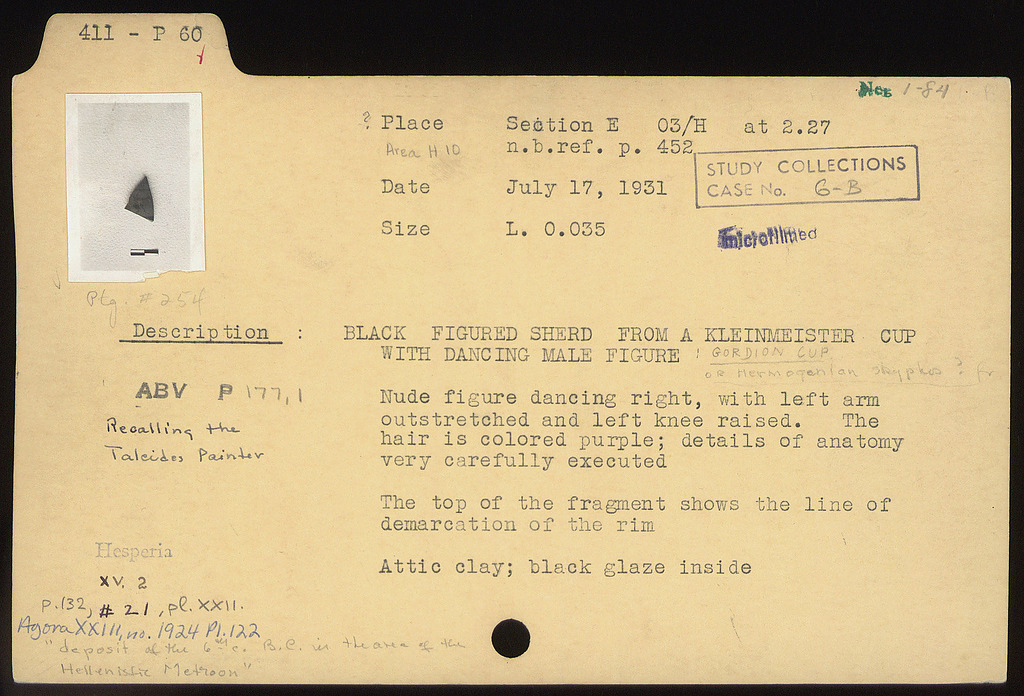 411 - P 60
Neg 1-84
? Place Section E 03/H at 2.27
Area H 10 n.b.ref. p. 452
STUDY COLLECTIONS
CASE No. 6-B
Date July 17, 1931
Size L. 0.035
microfilmed
Ptg. #254
Description : BLACK FIGURED SHERD FROM A KLEINMEISTER CUP
WITH DANCING MALE FIGURE ! GORDION CUP
OR Hermogenian skyphos ? fr
ABV P 177,1
Recalling the
Taleides Painter
Nude figure dancing right, with left arm
outstretched and left knee raised. The
hair is colored purple; details of anatomy
very carefully executed
The top of the fragment shows the line of
demarcation of the rim
Attic clay; black glaze inside
Hesperia
XV. 2
p.132, # 21, pl. XXII.
Agora XXIII, no. 1924 Pl.122
"deposit of the 6th c. B.C. in the area of the
Hellenistic Metroon"